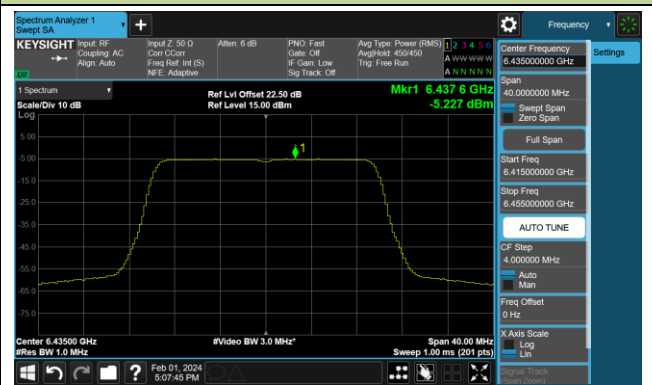 Spectrum Analyzer 1
Swept SA
+
Frequency
KEYSIGHT
Input: RF
Coupling: AC
Align: Auto
Input Z: 50 Ω
Corr CCorr
Freq Ref: Int (S)
NFE: Adaptive
Atten: 6 dB
PNO: Fast
Gate: Off
IF Gain: Low
Sig Track: Off
Avg Type: Power (RMS)
Avg|Hold: 450/450
Trig: Free Run
1 2 3 4 5 6
A W W W W W
A N N N N N
Settings
Center Frequency
6.435000000 GHz
Span
40.0000000 MHz
Swept Span
Zero Span
Full Span
Start Freq
6.415000000 GHz
Stop Freq
6.455000000 GHz
AUTO TUNE
CF Step
4.000000 MHz
Auto
Man
Freq Offset
0 Hz
X Axis Scale
Log
Lin
Signal Track
(Span Zoom)
1 Spectrum
Scale/Div 10 dB
Log
Ref Lvl Offset 22.50 dB
Ref Level 15.00 dBm
Mkr1 6.437 6 GHz
-5.227 dBm
1
5.00
-5.00
-15.0
-25.0
-35.0
-45.0
-55.0
-65.0
-75.0
Center 6.43500 GHz
#Res BW 1.0 MHz
#Video BW 3.0 MHz*
Span 40.00 MHz
Sweep 1.00 ms (201 pts)
?
Feb 01, 2024
5:07:45 PM